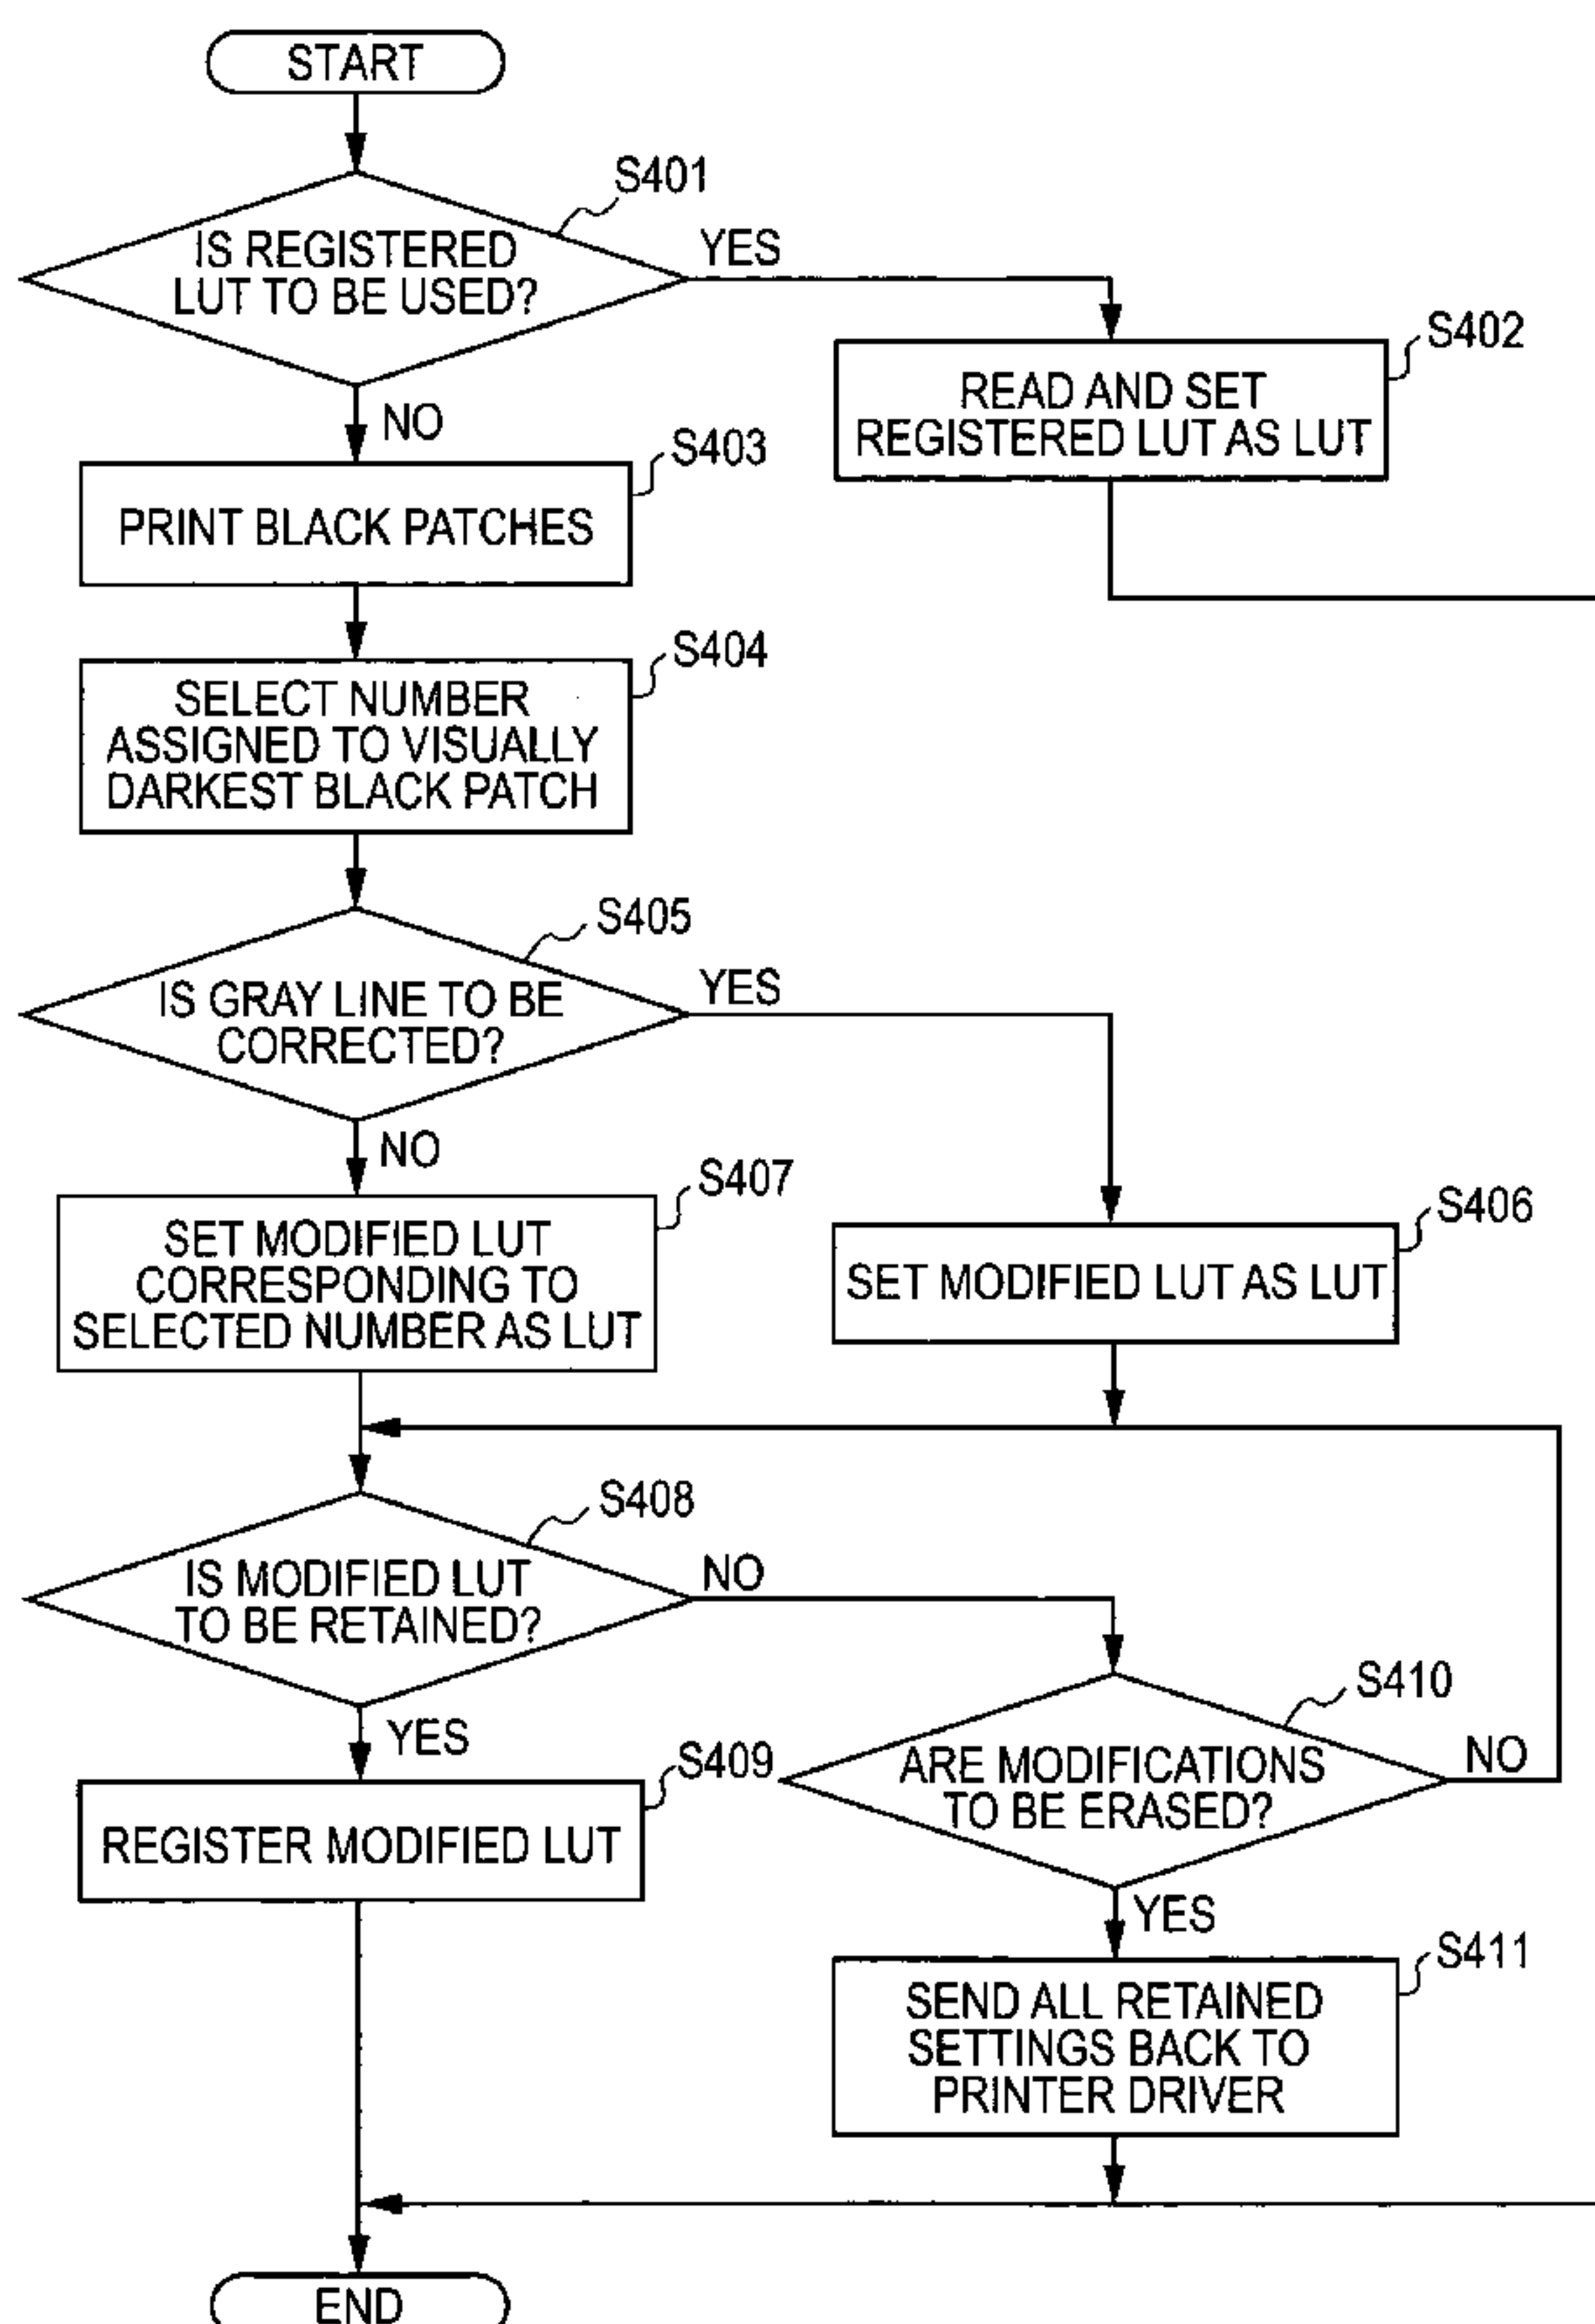 START
S401
IS REGISTERED
LUT TO BE USED?
YES
NO
S402
READ AND SET
REGISTERED LUT AS LUT
S403
PRINT BLACK PATCHES
S404
SELECT NUMBER
ASSIGNED TO VISUALLY
DARKEST BLACK PATCH
S405
IS GRAY LINE TO BE
CORRECTED?
YES
NO
S407
SET MODIFIED LUT
CORRESPONDING TO
SELECTED NUMBER AS LUT
S406
SET MODIFIED LUT AS LUT
S408
IS MODIFIED LUT
TO BE RETAINED?
NO
YES
S410
ARE MODIFICATIONS
TO BE ERASED?
NO
YES
S409
REGISTER MODIFIED LUT
S411
SEND ALL RETAINED
SETTINGS BACK TO
PRINTER DRIVER
END